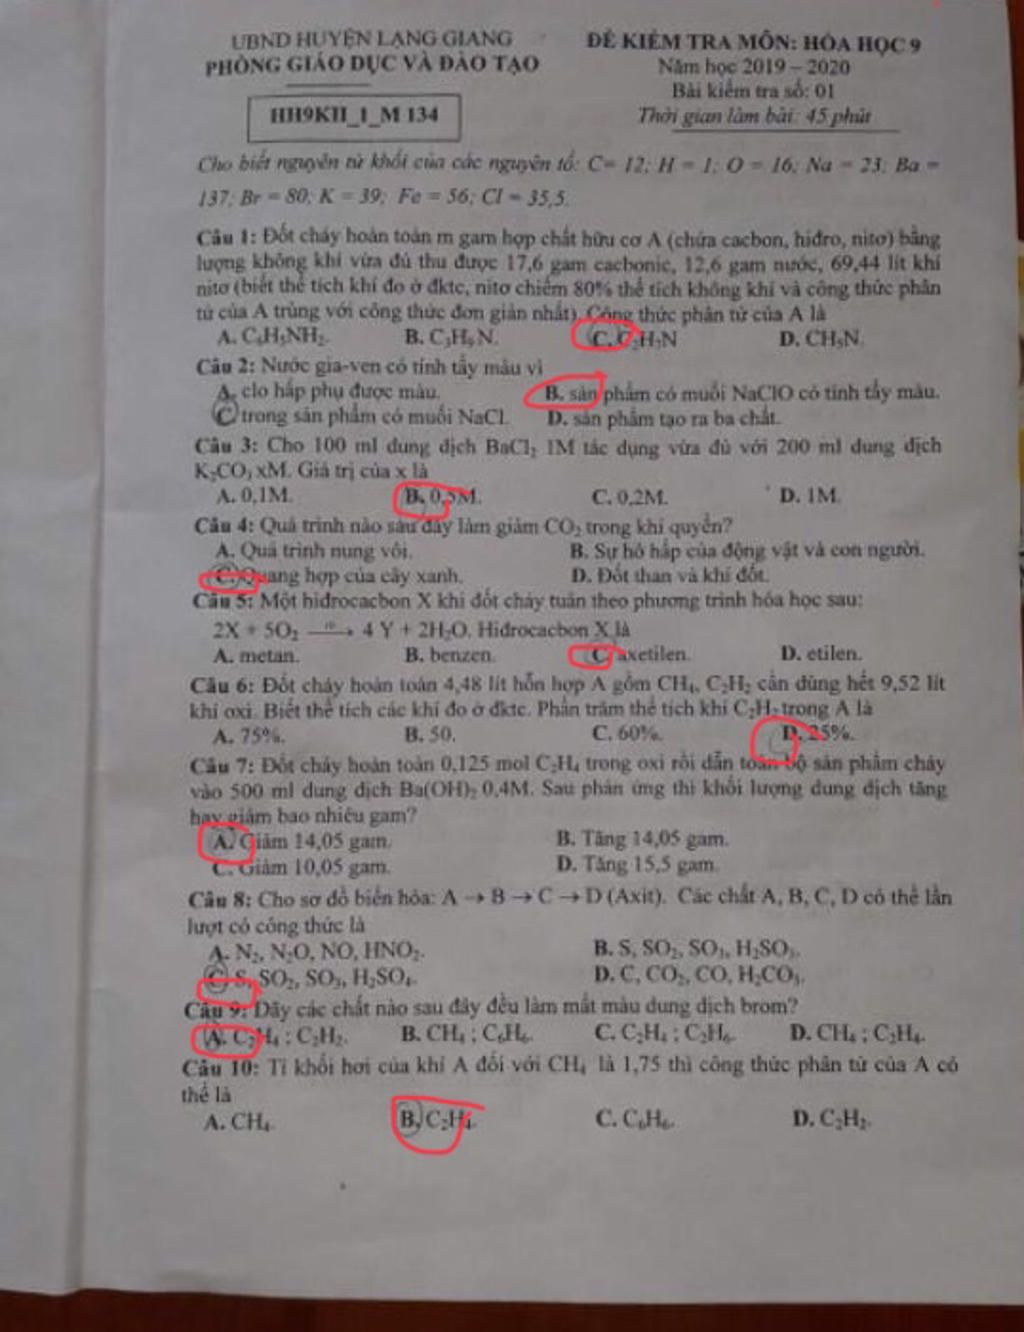 UBND HUYỆN LẠNG GIANG
PHÒNG GIÁO DỤC VÀ ĐÀO TẠO
HH9KII_1_M 134
ĐỀ KIỂM TRA MÔN: HÓA HỌC 9
Năm học 2019 – 2020
Bài kiểm tra số: 01
Thời gian làm bài: 45 phút
Cho biết nguyên tử khối của các nguyên tố: C= 12; H = 1; O = 16; Na = 23; Ba =
137; Br = 80; K = 39; Fe = 56; Cl = 35,5.
Câu 1: Đốt cháy hoàn toàn m gam hợp chất hữu cơ A (chứa cacbon, hiđro, nitơ) bằng
lượng không khí vừa đủ thu được 17,6 gam cacbonic, 12,6 gam nước, 69,44 lít khí
nitơ (biết thể tích khí đo ở đktc, nitơ chiếm 80% thể tích không khí và công thức phân
tử của A trùng với công thức đơn giản nhất). Công thức phân tử của A là
A. C₆H₅NH₂. B. C₃H₉N. C. C₂H₇N D. CH₅N.
Câu 2: Nước gia-ven có tính tẩy màu vì
A. clo hấp phụ được màu. B. sản phẩm có muối NaClO có tính tẩy màu.
C. trong sản phẩm có muối NaCl. D. sản phẩm tạo ra ba chất.
Câu 3: Cho 100 ml dung dịch BaCl₂ 1M tác dụng vừa đủ với 200 ml dung dịch
K₂CO₃ xM. Giá trị của x là
A. 0,1M. B. 0,5M. C. 0,2M. D. 1M.
Câu 4: Quá trình nào sau đây làm giảm CO₂ trong khí quyển?
A. Quá trình nung vôi. B. Sự hô hấp của động vật và con người.
C. Quang hợp của cây xanh. D. Đốt than và khí đốt.
Câu 5: Một hiđrocacbon X khi đốt cháy tuân theo phương trình hóa học sau:
2X + 5O₂ —t⁰→ 4 Y + 2H₂O. Hiđrocacbon X là
A. metan. B. benzen. C. axetilen. D. etilen.
Câu 6: Đốt cháy hoàn toàn 4,48 lít hỗn hợp A gồm CH₄, C₂H₂ cần dùng hết 9,52 lít
khí oxi. Biết thể tích các khí đo ở đktc. Phần trăm thể tích khí C₂H₂ trong A là
A. 75%. B. 50. C. 60%. D. 25%.
Câu 7: Đốt cháy hoàn toàn 0,125 mol C₂H₄ trong oxi rồi dẫn toàn bộ sản phẩm cháy
vào 500 ml dung dịch Ba(OH)₂ 0,4M. Sau phản ứng thì khối lượng dung dịch tăng
hay giảm bao nhiêu gam?
A. Giảm 14,05 gam. B. Tăng 14,05 gam.
C. Giảm 10,05 gam. D. Tăng 15,5 gam.
Câu 8: Cho sơ đồ biến hóa: A → B → C → D (Axit). Các chất A, B, C, D có thể lần
lượt có công thức là
A. N₂, N₂O, NO, HNO₂. B. S, SO₂, SO₃, H₂SO₃.
C. S, SO₂, SO₃, H₂SO₄. D. C, CO₂, CO, H₂CO₃.
Câu 9: Dãy các chất nào sau đây đều làm mất màu dung dịch brom?
A. C₂H₄ ; C₂H₂. B. CH₄ ; C₆H₆. C. C₂H₄ ; C₂H₆. D. CH₄ ; C₂H₄.
Câu 10: Tỉ khối hơi của khí A đối với CH₄ là 1,75 thì công thức phân tử của A có
thể là
A. CH₄. B. C₂H₄. C. C₆H₆. D. C₂H₂.